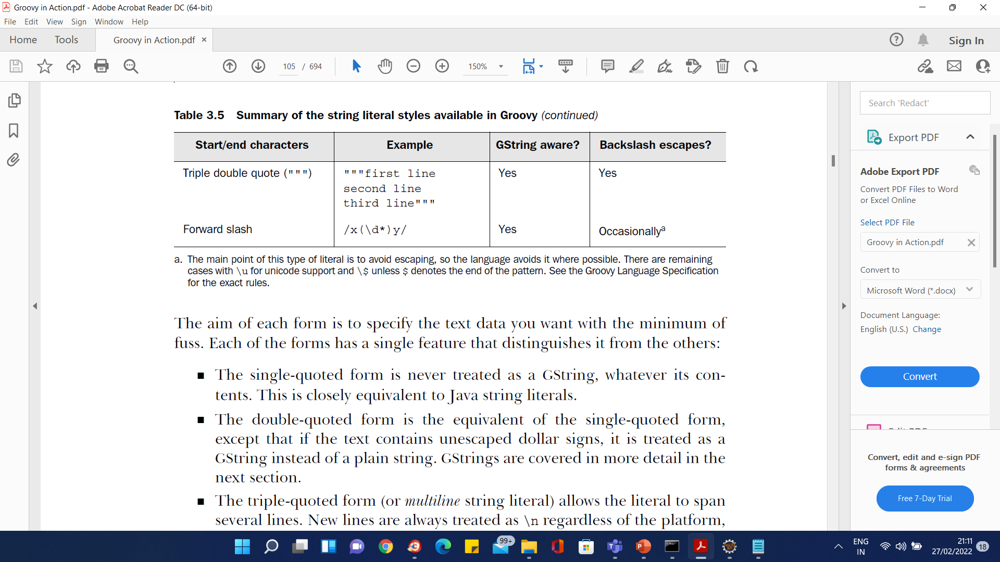 Groovy in Action.pdf - Adobe Acrobat Reader DC (64-bit)
File Edit View Sign Window Help
Home Tools Groovy in Action.pdf × Sign In
105 / 694 150%
Table 3.5 Summary of the string literal styles available in Groovy (continued)
Start/end characters Example GString aware? Backslash escapes?
Triple double quote (""") """first line Yes Yes
second line
third line"""
Forward slash /x(\d*)y/ Yes Occasionallya
a. The main point of this type of literal is to avoid escaping, so the language avoids it where possible. There are remaining
cases with \u for unicode support and \$ unless $ denotes the end of the pattern. See the Groovy Language Specification
for the exact rules.
The aim of each form is to specify the text data you want with the minimum of
fuss. Each of the forms has a single feature that distinguishes it from the others:
■ The single-quoted form is never treated as a GString, whatever its con-
tents. This is closely equivalent to Java string literals.
■ The double-quoted form is the equivalent of the single-quoted form,
except that if the text contains unescaped dollar signs, it is treated as a
GString instead of a plain string. GStrings are covered in more detail in the
next section.
■ The triple-quoted form (or multiline string literal) allows the literal to span
several lines. New lines are always treated as \n regardless of the platform,
Search 'Redact'
Export PDF
Adobe Export PDF
Convert PDF Files to Word
or Excel Online
Select PDF File
Groovy in Action.pdf
Convert to
Microsoft Word (*.docx)
Document Language:
English (U.S.) Change
Convert
Convert, edit and e-sign PDF
forms & agreements
Free 7-Day Trial
99+
ENG
IN
21:11
27/02/2022
18